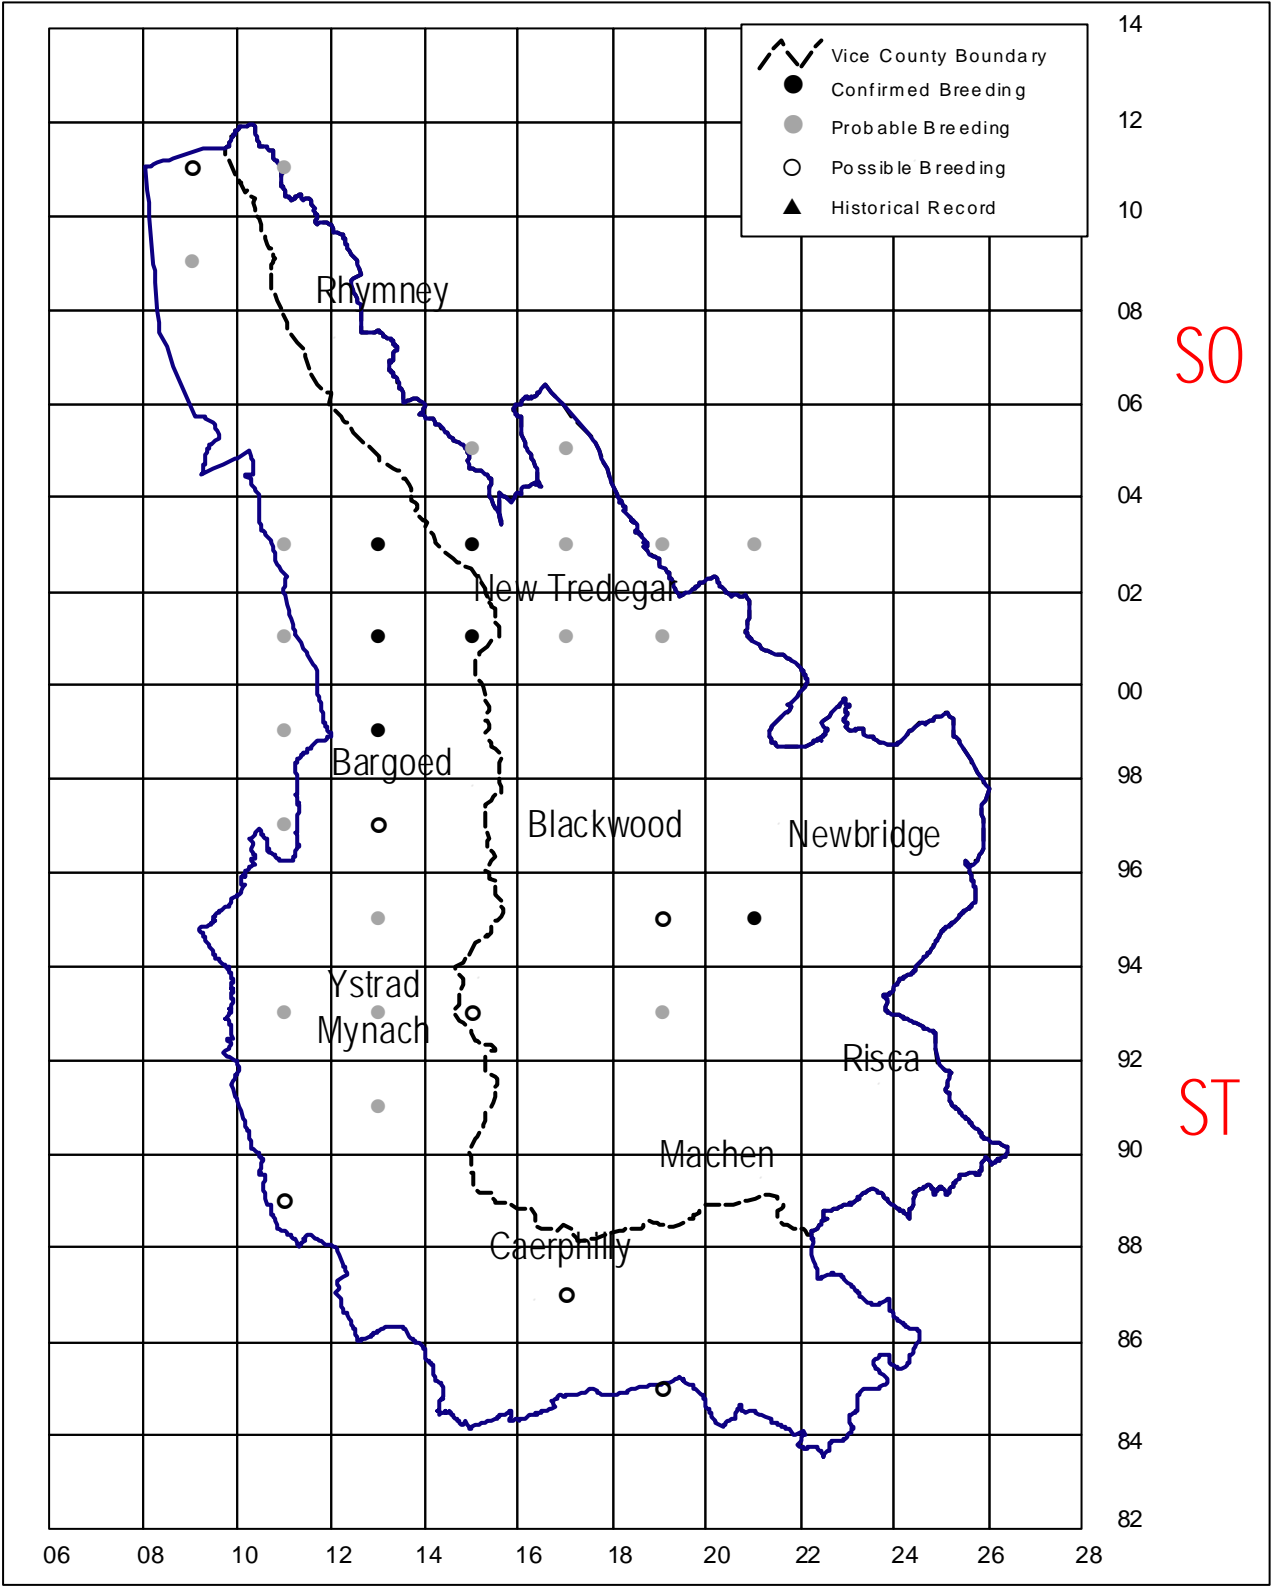 14
Vice County Boundary
Confirmed Breeding
Probable Breeding
Possible Breeding
Historical Record
12
10
Rhymney
08
SO
06
04
New Tredegar
02
00
Bargoed
98
Blackwood
Newbridge
96
94
Ystrad
Mynach
Risca
92
ST
Machen
90
Caerphilly
88
86
84
82
06 08 10 12 14 16 18 20 22 24 26 28